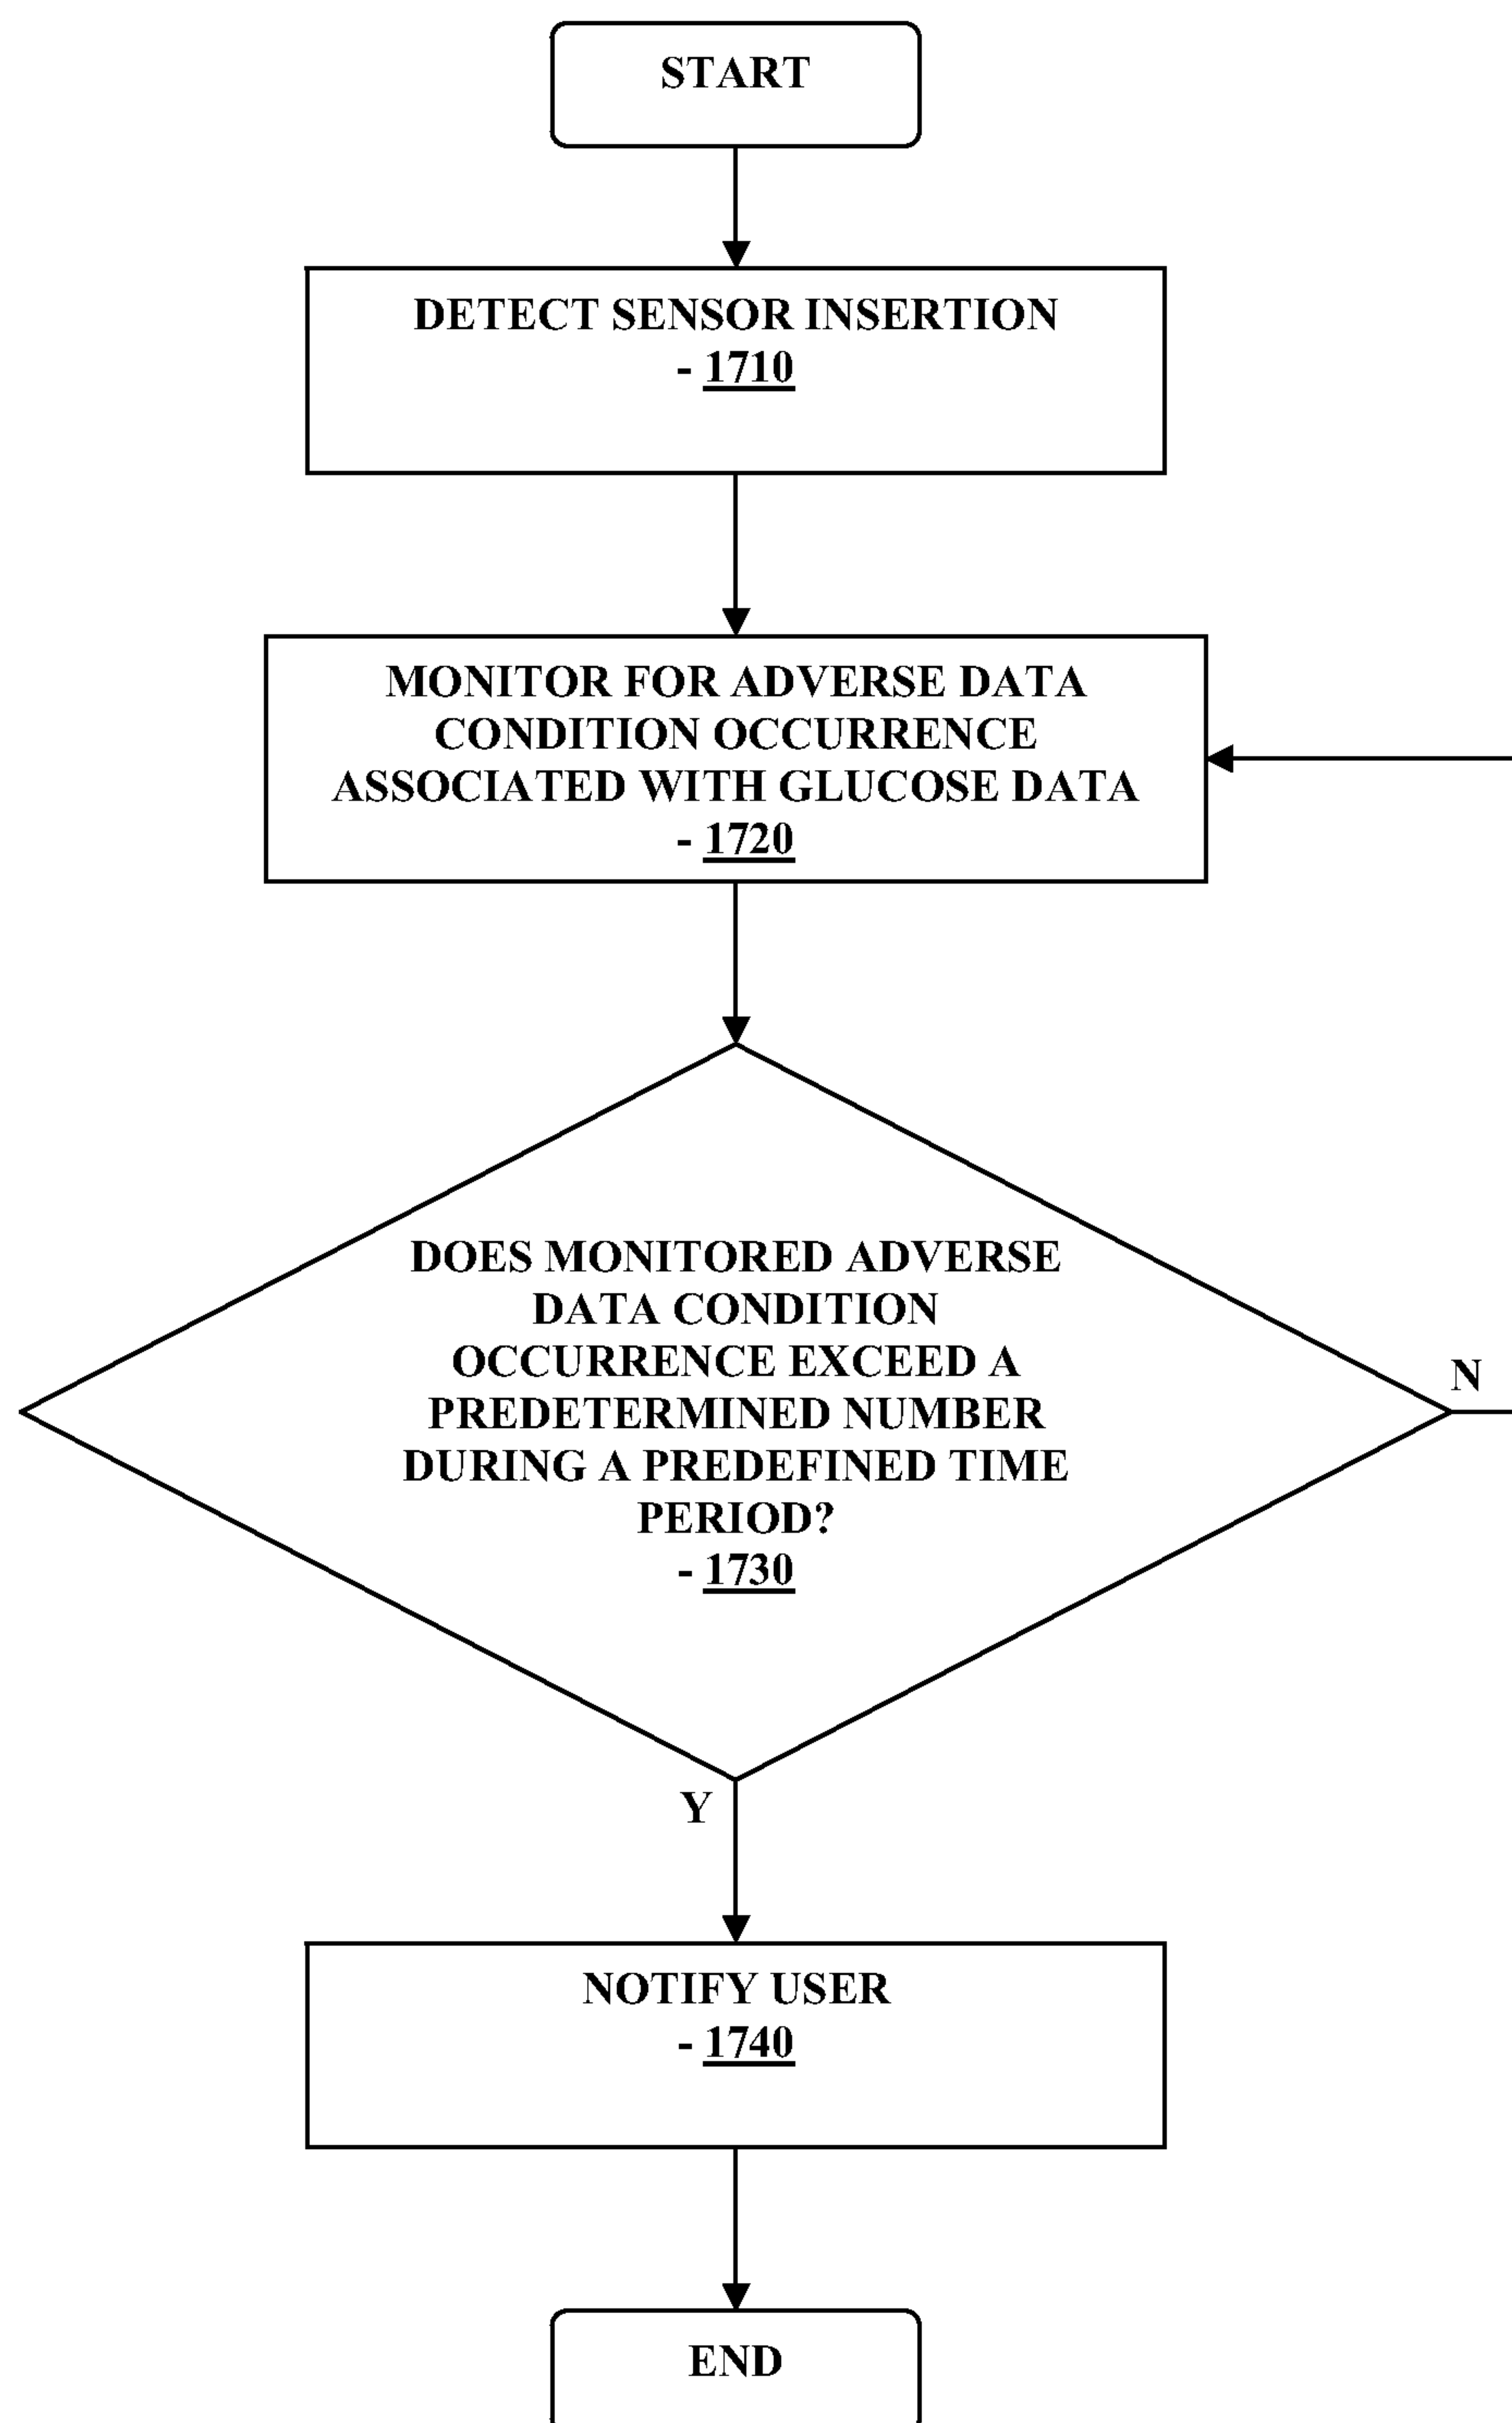 START
DETECT SENSOR INSERTION
- 1710
MONITOR FOR ADVERSE DATA
CONDITION OCCURRENCE
ASSOCIATED WITH GLUCOSE DATA
- 1720
DOES MONITORED ADVERSE
DATA CONDITION
OCCURRENCE EXCEED A
PREDETERMINED NUMBER
DURING A PREDEFINED TIME
PERIOD?
- 1730
N
Y
NOTIFY USER
- 1740
END